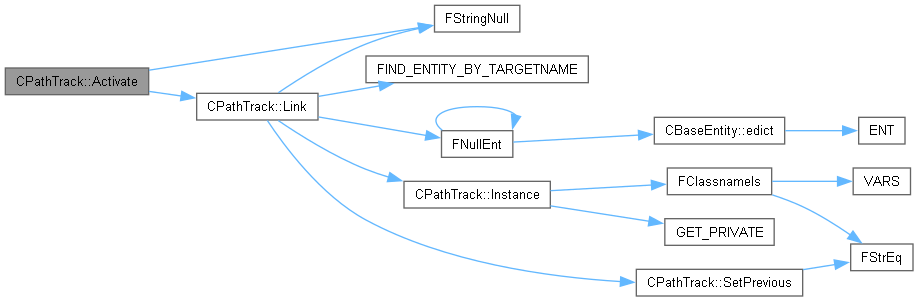 CPathTrack::Activate
FStringNull
CPathTrack::Link
FIND_ENTITY_BY_TARGETNAME
FNullEnt
CBaseEntity::edict
ENT
CPathTrack::Instance
FClassnameIs
VARS
GET_PRIVATE
FStrEq
CPathTrack::SetPrevious